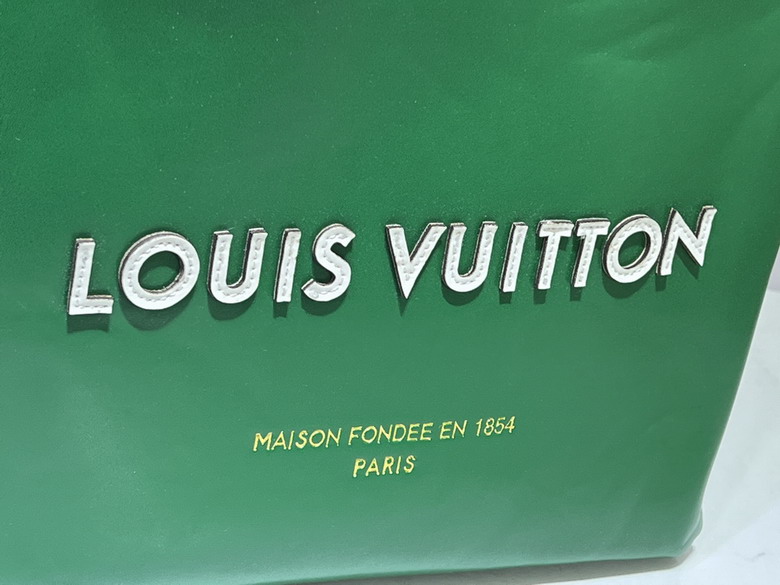 LOUIS VUITTON
MAISON FONDEE EN 1854
PARIS